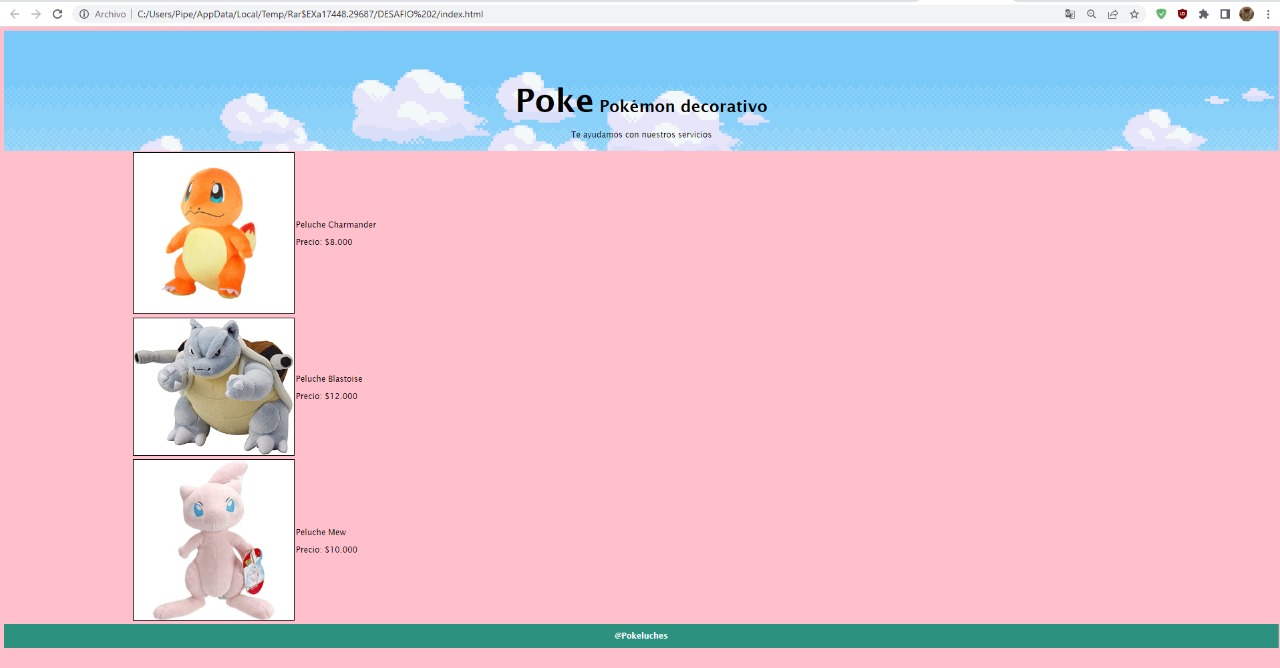 Archivo C:/Users/Pipe/AppData/Local/Temp/Rar$EXa17448.29687/DESAFIO%202/index.html
Poke Pokémon decorativo
Te ayudamos con nuestros servicios
Peluche Charmander
Precio: $8.000
Peluche Blastoise
Precio: $12.000
Peluche Mew
Precio: $10.000
@Pokeluches